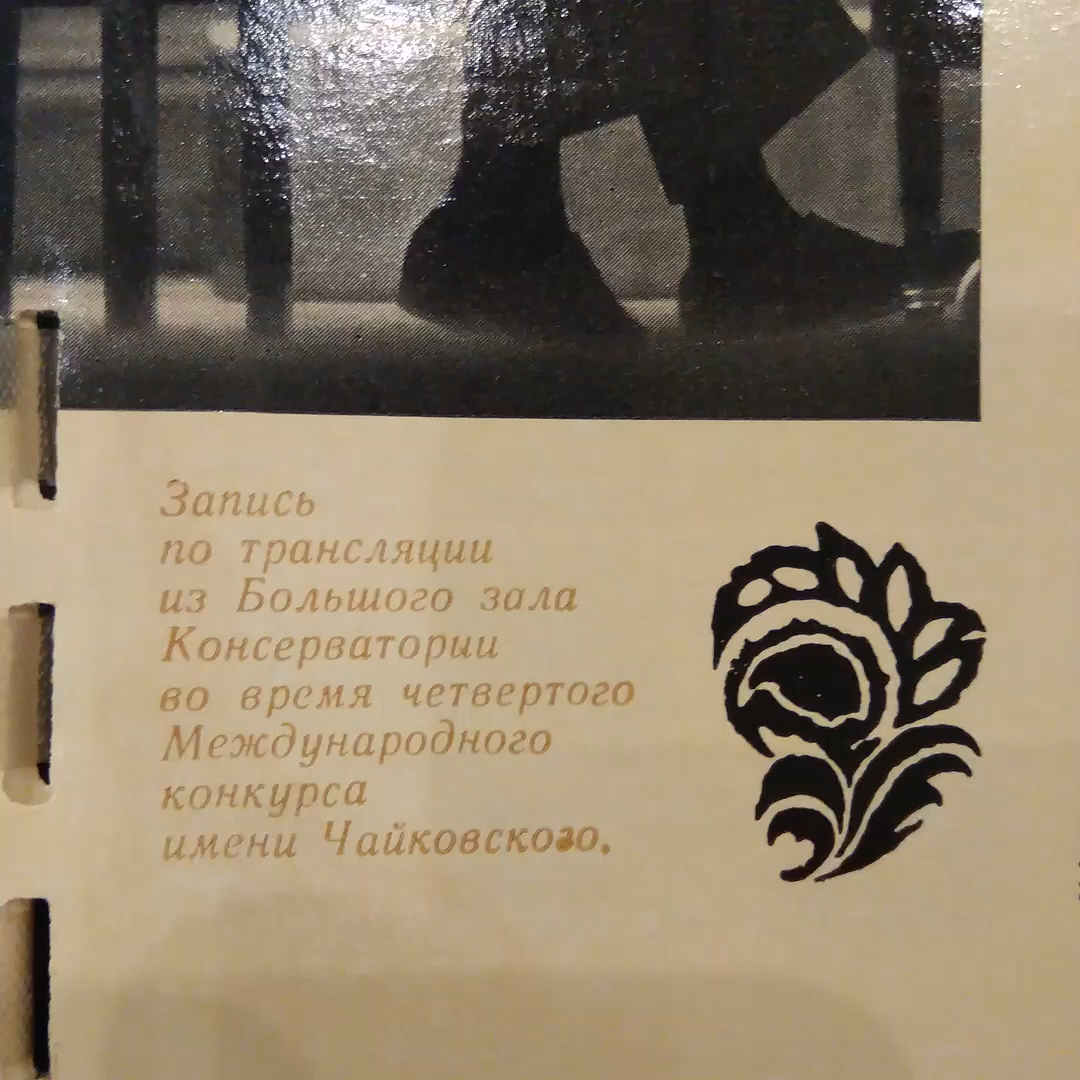 Запись
по трансляции
из Большого зала
Консерватории
во время четвертого
Международного
конкурса
имени Чайковского.